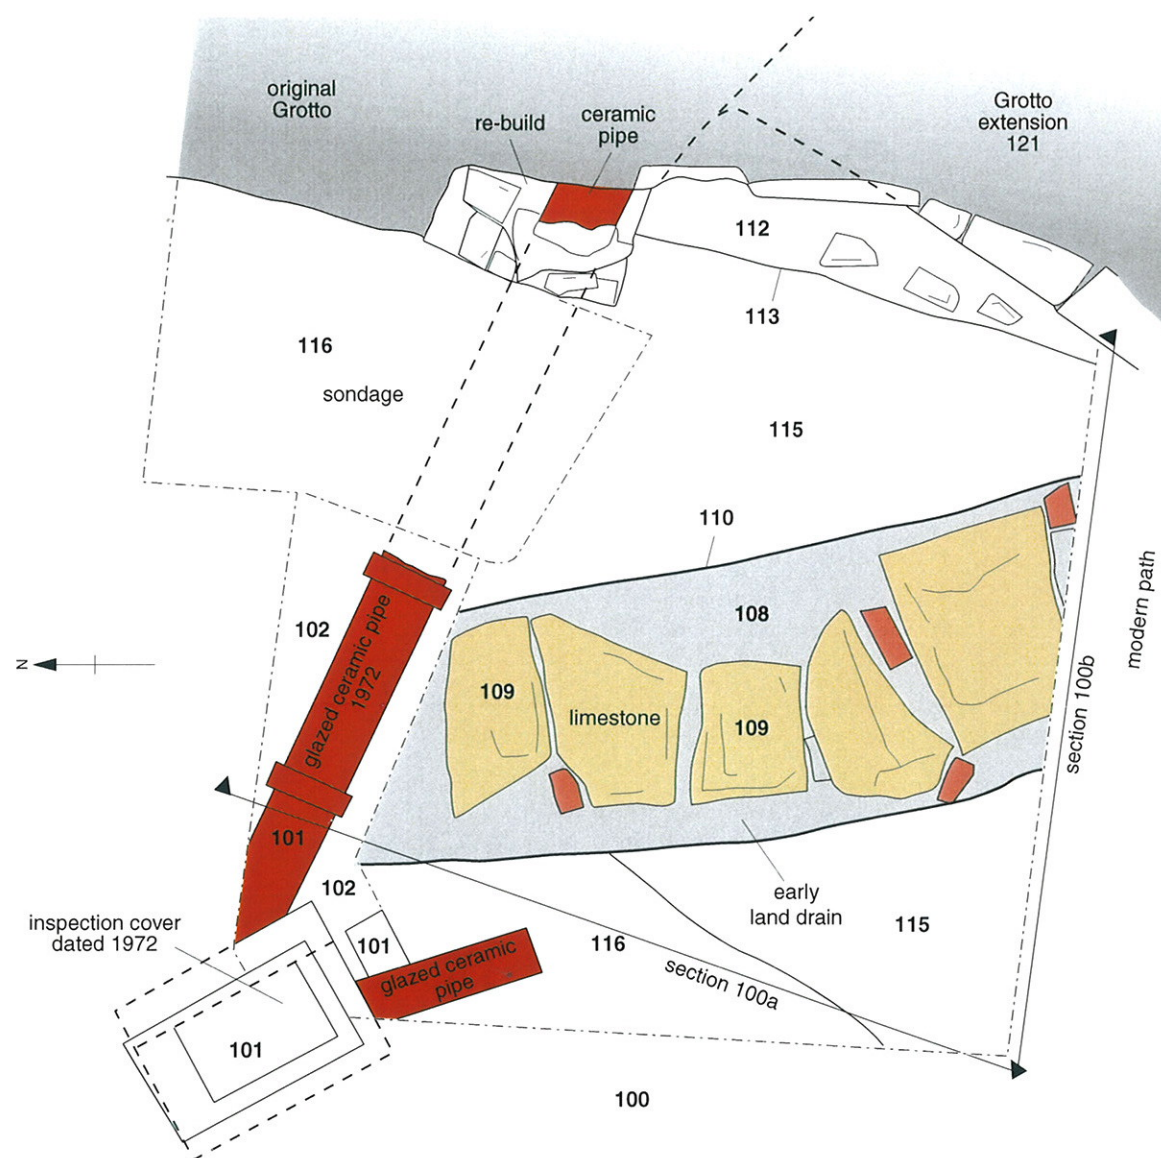 original
Grotto
re-build
ceramic
pipe
Grotto
extension
121
112
113
116
sondage
115
110
102
glazed ceramic pipe
1972
108
N
109
limestone
109
modern path
section 100b
101
102
early
land drain
inspection cover
dated 1972
101
glazed ceramic
pipe
116
115
section 100a
101
100